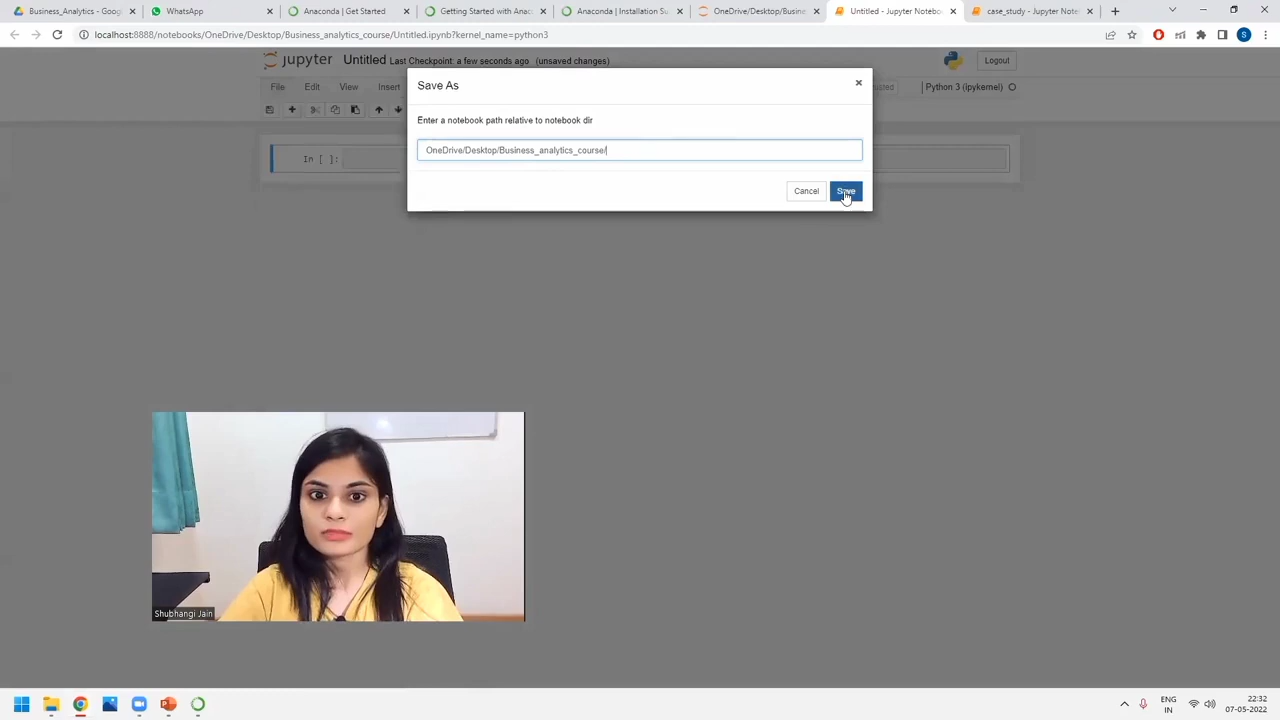 Business_Analytics - Goog
WhatsApp
Anaconda | Get Started
Getting Started with Anac
Anaconda | Installation Su
OneDrive/Desktop/Busine
Untitled - Jupyter Notebo
case_study - Jupyter Note
localhost:8888/notebooks/OneDrive/Desktop/Business_analytics_course/Untitled.ipynb?kernel_name=python3
S
jupyter Untitled Last Checkpoint: a few seconds ago (unsaved changes)
Logout
File Edit View Insert
Python 3 (ipykernel)
Save As
Enter a notebook path relative to notebook dir
OneDrive/Desktop/Business_analytics_course/
Cancel Save
In [ ]:
Shubhangi Jain
ENG
IN
22:32
07-05-2022